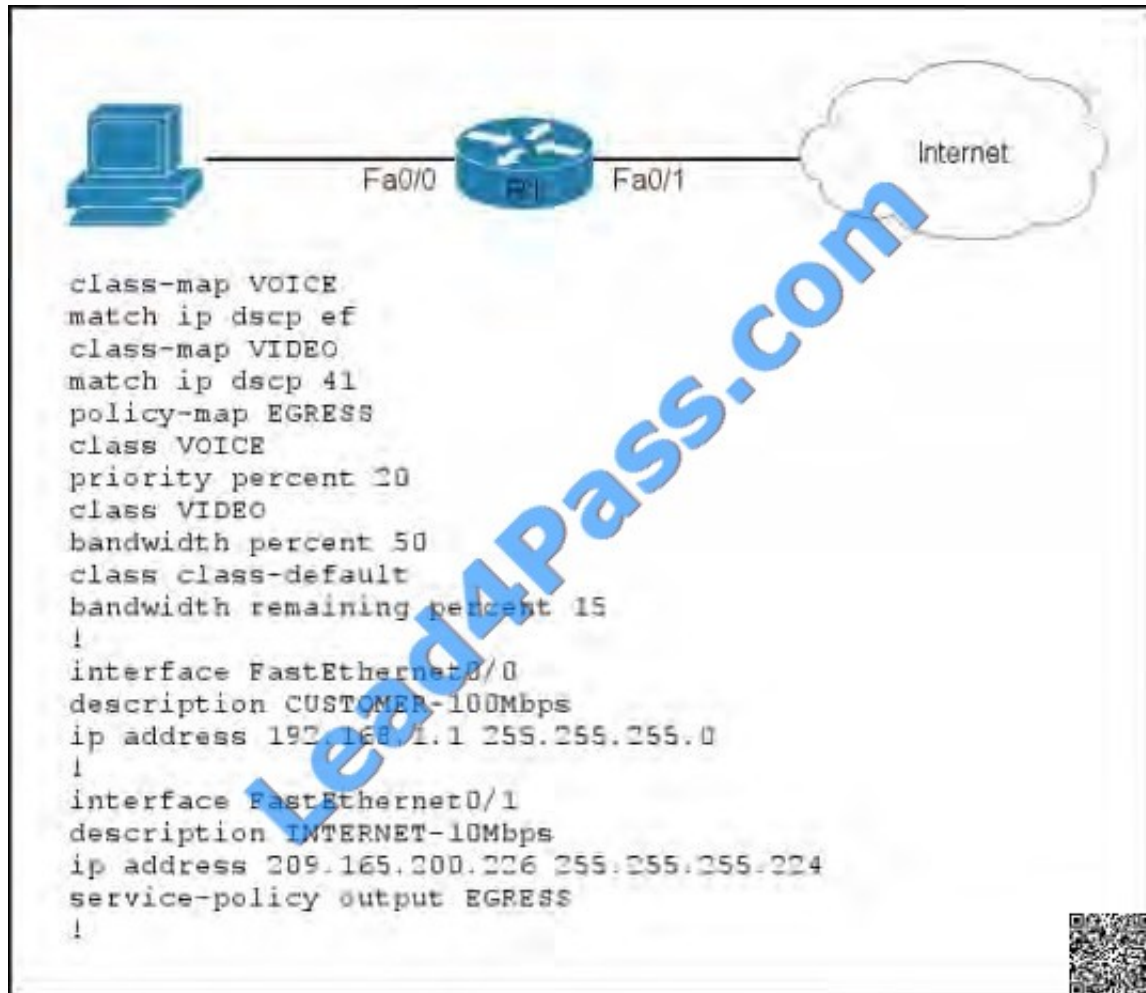 Fa0/0
R1
Fa0/1
Internet
class-map VOICE
match ip dscp ef
class-map VIDEO
match ip dscp 41
policy-map EGRESS
class VOICE
priority percent 20
class VIDEO
bandwidth percent 50
class class-default
bandwidth remaining percent 15
!
interface FastEthernet0/0
description CUSTOMER-100Mbps
ip address 192.168.1.1 255.255.255.0
!
interface FastEthernet0/1
description INTERNET-10Mbps
ip address 209.165.200.226 255.255.255.224
service-policy output EGRESS
!
Lead4Pass.com